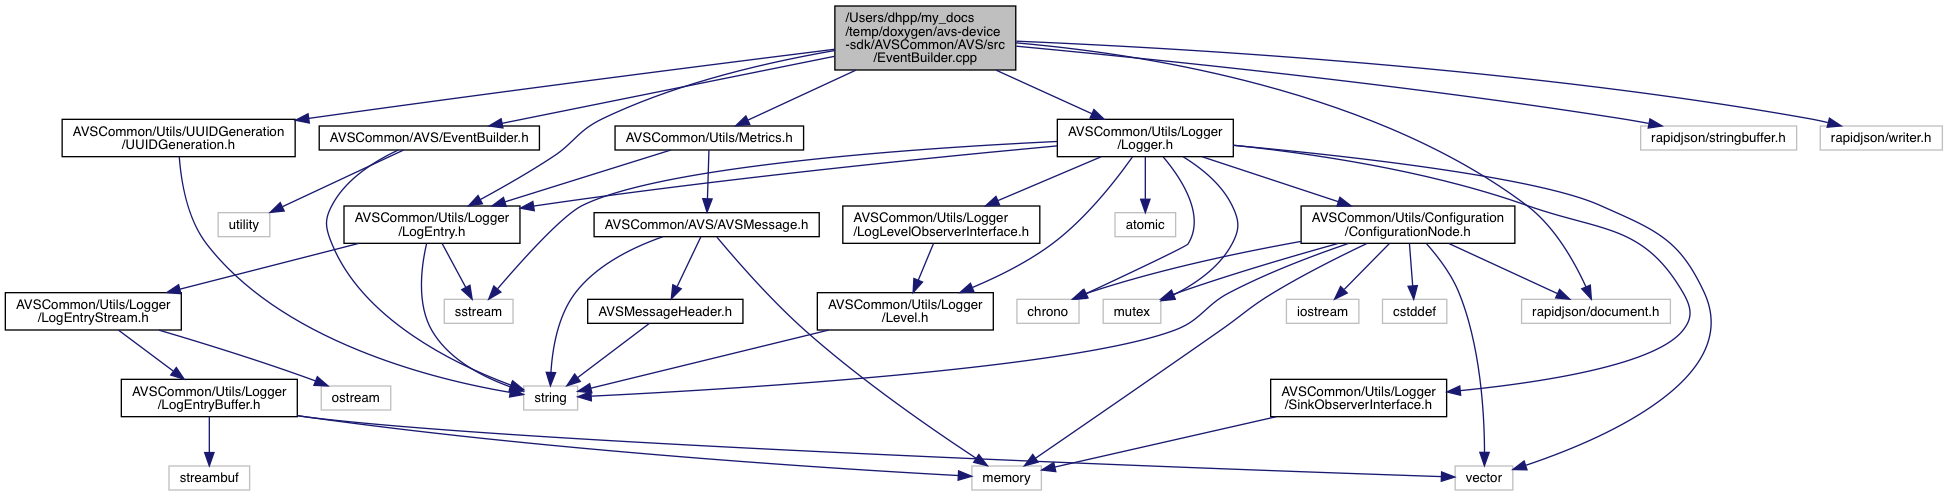 /Users/dhpp/my_docs
/temp/doxygen/avs-device
-sdk/AVSCommon/AVS/src
/EventBuilder.cpp
AVSCommon/Utils/UUIDGeneration
/UUIDGeneration.h
AVSCommon/AVS/EventBuilder.h
AVSCommon/Utils/Metrics.h
AVSCommon/Utils/Logger
/Logger.h
rapidjson/stringbuffer.h
rapidjson/writer.h
utility
AVSCommon/Utils/Logger
/LogEntry.h
AVSCommon/AVS/AVSMessage.h
AVSCommon/Utils/Logger
/LogLevelObserverInterface.h
atomic
AVSCommon/Utils/Configuration
/ConfigurationNode.h
AVSCommon/Utils/Logger
/LogEntryStream.h
sstream
AVSMessageHeader.h
AVSCommon/Utils/Logger
/Level.h
chrono
mutex
iostream
cstddef
rapidjson/document.h
AVSCommon/Utils/Logger
/LogEntryBuffer.h
ostream
string
AVSCommon/Utils/Logger
/SinkObserverInterface.h
streambuf
memory
vector